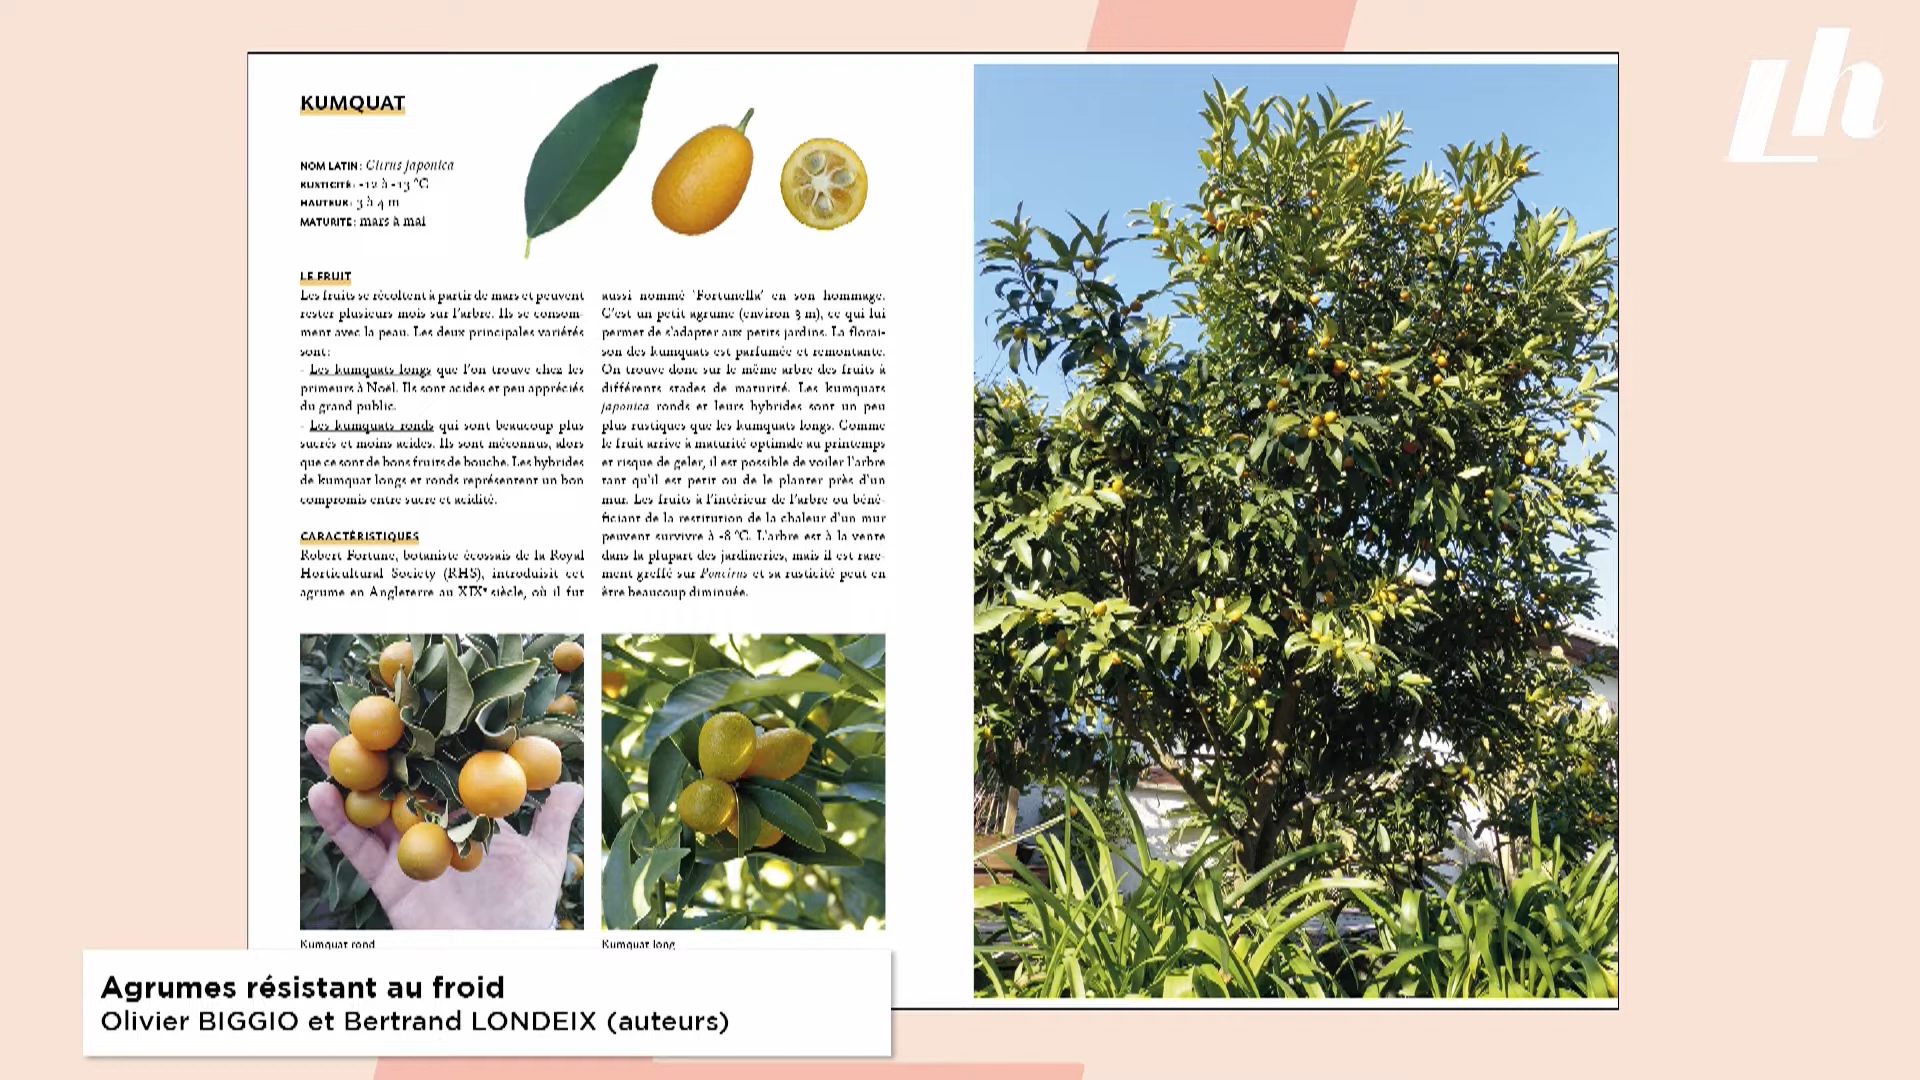 Lh
KUMQUAT
NOM LATIN : Citrus japonica
RUSTICITÉ : -12 à -13 °C
HAUTEUR : 3 à 4 m
MATURITÉ : mars à mai
LE FRUIT
Les fruits se récoltent à partir de mars et peuvent
rester plusieurs mois sur l'arbre. Ils se consom-
ment avec la peau. Les deux principales variétés
sont :
- Les kumquats longs que l'on trouve chez les
primeurs à Noël. Ils sont acides et peu appréciés
du grand public.
- Les kumquats ronds qui sont beaucoup plus
sucrés et moins acides. Ils sont méconnus, alors
que ce sont de bons fruits de bouche. Les hybrides
de kumquat longs et ronds représentent un bon
compromis entre sucre et acidité.
CARACTÉRISTIQUES
Robert Fortune, botaniste écossais de la Royal
Horticultural Society (RHS), introduisit cet
agrume en Angleterre au XIXe siècle, où il fut
aussi nommé 'Fortunella' en son hommage.
C'est un petit agrume (environ 3 m), ce qui lui
permet de s'adapter aux petits jardins. La florai-
son des kumquats est parfumée et remontante.
On trouve donc sur le même arbre des fruits à
différents stades de maturité. Les kumquats
japonica ronds et leurs hybrides sont un peu
plus rustiques que les kumquats longs. Comme
le fruit arrive à maturité optimale au printemps
et risque de geler, il est possible de voiler l'arbre
tant qu'il est petit ou de le planter près d'un
mur. Les fruits à l'intérieur de l'arbre ou béné-
ficiant de la restitution de la chaleur d'un mur
peuvent survivre à -8 °C. L'arbre est à la vente
dans la plupart des jardineries, mais il est rare-
ment greffé sur Poncirus et sa rusticité peut en
être beaucoup diminuée.
Kumquat rond
Kumquat long
Agrumes résistant au froid
Olivier BIGGIO et Bertrand LONDEIX (auteurs)